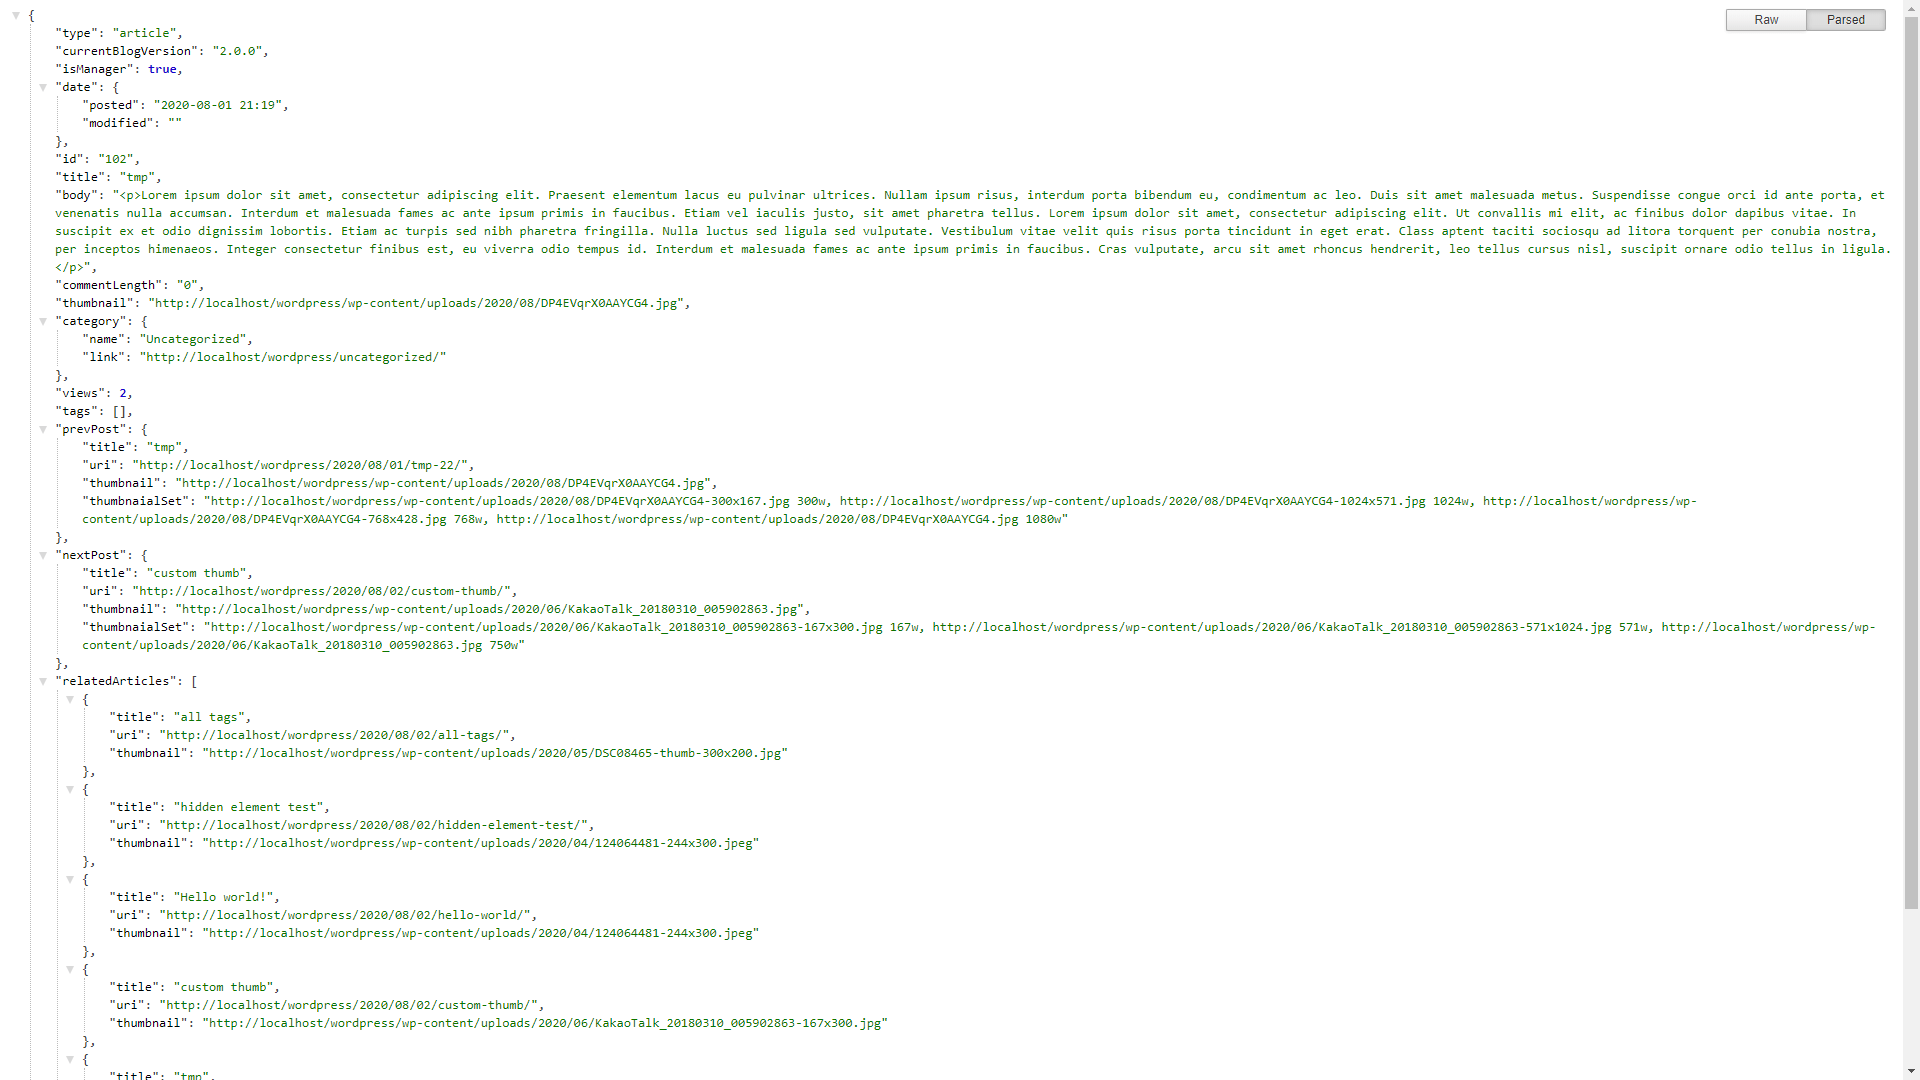 {
Raw Parsed
"type": "article",
"currentBlogVersion": "2.0.0",
"isManager": true,
"date": {
"posted": "2020-08-01 21:19",
"modified": ""
},
"id": "102",
"title": "tmp",
"body": "<p>Lorem ipsum dolor sit amet, consectetur adipiscing elit. Praesent elementum lacus eu pulvinar ultrices. Nullam ipsum risus, interdum porta bibendum eu, condimentum ac leo. Duis sit amet malesuada metus. Suspendisse congue orci id ante porta, et
venenatis nulla accumsan. Interdum et malesuada fames ac ante ipsum primis in faucibus. Etiam vel iaculis justo, sit amet pharetra tellus. Lorem ipsum dolor sit amet, consectetur adipiscing elit. Ut convallis mi elit, ac finibus dolor dapibus vitae. In
suscipit ex et odio dignissim lobortis. Etiam ac turpis sed nibh pharetra fringilla. Nulla luctus sed ligula sed vulputate. Vestibulum vitae velit quis risus porta tincidunt in eget erat. Class aptent taciti sociosqu ad litora torquent per conubia nostra,
per inceptos himenaeos. Integer consectetur finibus est, eu viverra odio tempus id. Interdum et malesuada fames ac ante ipsum primis in faucibus. Cras vulputate, arcu sit amet rhoncus hendrerit, leo tellus cursus nisl, suscipit ornare odio tellus in ligula.
</p>",
"commentLength": "0",
"thumbnail": "http://localhost/wordpress/wp-content/uploads/2020/08/DP4EVqrX0AAYCG4.jpg",
"category": {
"name": "Uncategorized",
"link": "http://localhost/wordpress/uncategorized/"
},
"views": 2,
"tags": [],
"prevPost": {
"title": "tmp",
"uri": "http://localhost/wordpress/2020/08/01/tmp-22/",
"thumbnail": "http://localhost/wordpress/wp-content/uploads/2020/08/DP4EVqrX0AAYCG4.jpg",
"thumbnaialSet": "http://localhost/wordpress/wp-content/uploads/2020/08/DP4EVqrX0AAYCG4-300x167.jpg 300w, http://localhost/wordpress/wp-content/uploads/2020/08/DP4EVqrX0AAYCG4-1024x571.jpg 1024w, http://localhost/wordpress/wp-
content/uploads/2020/08/DP4EVqrX0AAYCG4-768x428.jpg 768w, http://localhost/wordpress/wp-content/uploads/2020/08/DP4EVqrX0AAYCG4.jpg 1080w"
},
"nextPost": {
"title": "custom thumb",
"uri": "http://localhost/wordpress/2020/08/02/custom-thumb/",
"thumbnail": "http://localhost/wordpress/wp-content/uploads/2020/06/KakaoTalk_20180310_005902863.jpg",
"thumbnaialSet": "http://localhost/wordpress/wp-content/uploads/2020/06/KakaoTalk_20180310_005902863-167x300.jpg 167w, http://localhost/wordpress/wp-content/uploads/2020/06/KakaoTalk_20180310_005902863-571x1024.jpg 571w, http://localhost/wordpress/wp-
content/uploads/2020/06/KakaoTalk_20180310_005902863.jpg 750w"
},
"relatedArticles": [
{
"title": "all tags",
"uri": "http://localhost/wordpress/2020/08/02/all-tags/",
"thumbnail": "http://localhost/wordpress/wp-content/uploads/2020/05/DSC08465-thumb-300x200.jpg"
},
{
"title": "hidden element test",
"uri": "http://localhost/wordpress/2020/08/02/hidden-element-test/",
"thumbnail": "http://localhost/wordpress/wp-content/uploads/2020/04/124064481-244x300.jpeg"
},
{
"title": "Hello world!",
"uri": "http://localhost/wordpress/2020/08/02/hello-world/",
"thumbnail": "http://localhost/wordpress/wp-content/uploads/2020/04/124064481-244x300.jpeg"
},
{
"title": "custom thumb",
"uri": "http://localhost/wordpress/2020/08/02/custom-thumb/",
"thumbnail": "http://localhost/wordpress/wp-content/uploads/2020/06/KakaoTalk_20180310_005902863-167x300.jpg"
},
{
"title": "tmp",